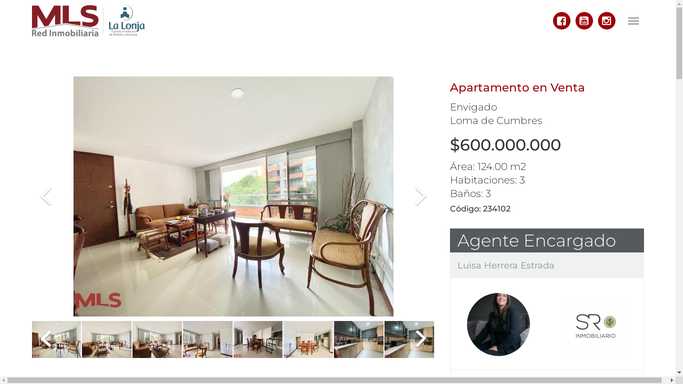 MLS
Red Inmobiliaria
La Lonja
Apartamento en Venta
Envigado
Loma de Cumbres
$600.000.000
Área: 124.00 m2
Habitaciones: 3
Baños: 3
Código: 234102
Agente Encargado
Luisa Herrera Estrada
SR
INMOBILIARIO
MLS